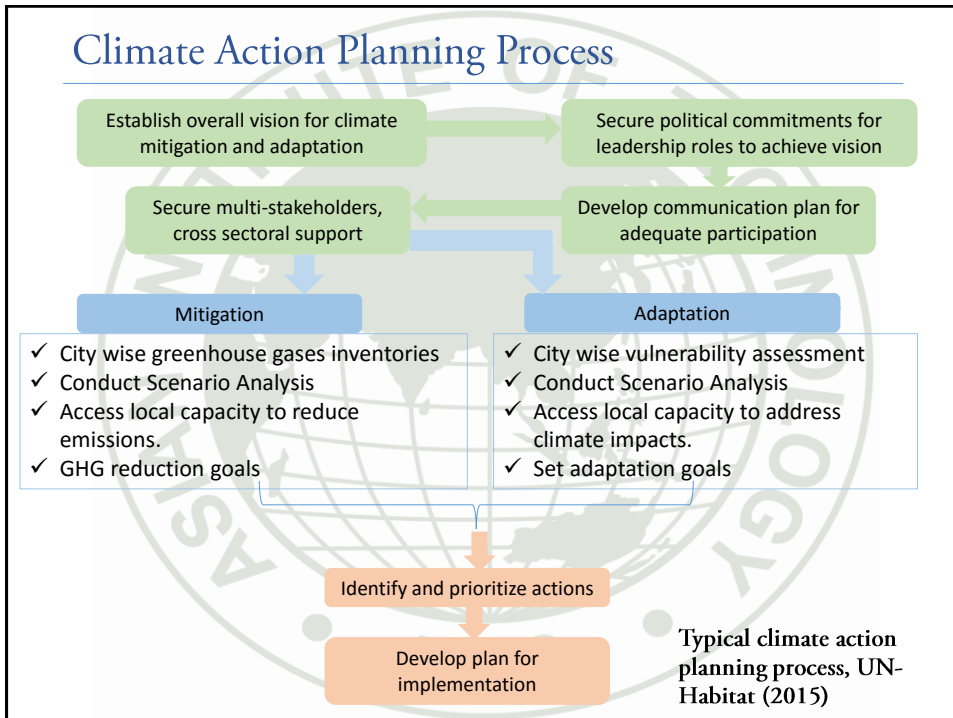 Climate Action Planning Process
Establish overall vision for climate
mitigation and adaptation
Secure political commitments for
leadership roles to achieve vision
Secure multi-stakeholders,
cross sectoral support
Develop communication plan for
adequate participation
Mitigation
✓ City wise greenhouse gases inventories
✓ Conduct Scenario Analysis
✓ Access local capacity to reduce
emissions.
✓ GHG reduction goals
Adaptation
✓ City wise vulnerability assessment
✓ Conduct Scenario Analysis
✓ Access local capacity to address
climate impacts.
✓ Set adaptation goals
Identify and prioritize actions
Develop plan for
implementation
Typical climate action
planning process, UN-
Habitat (2015)
ASIAN INSTITUTE OF TECHNOLOGY